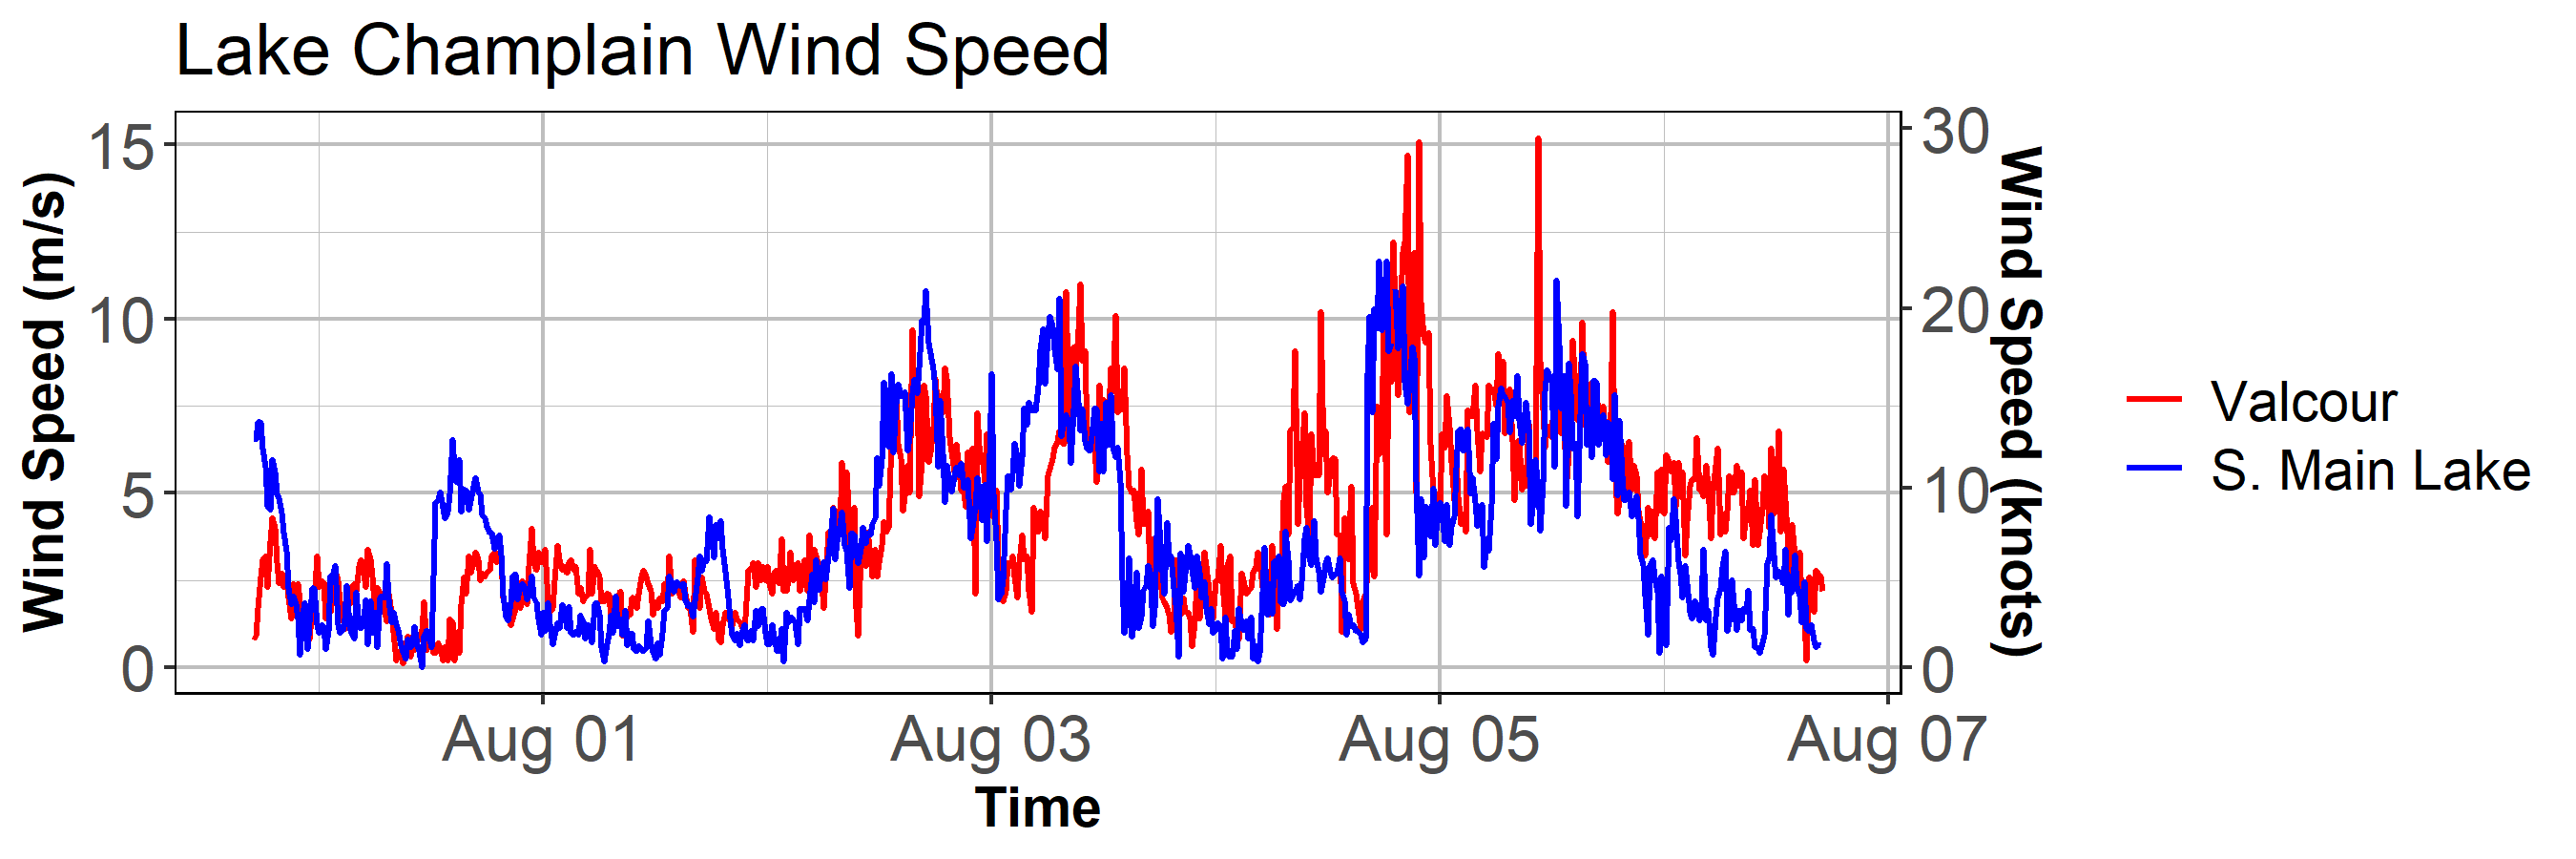 Lake Champlain Wind Speed
Wind Speed (m/s)
15
10
5
0
30
20
10
0
Wind Speed (knots)
Aug 01
Aug 03
Aug 05
Aug 07
Time
Valcour
S. Main Lake